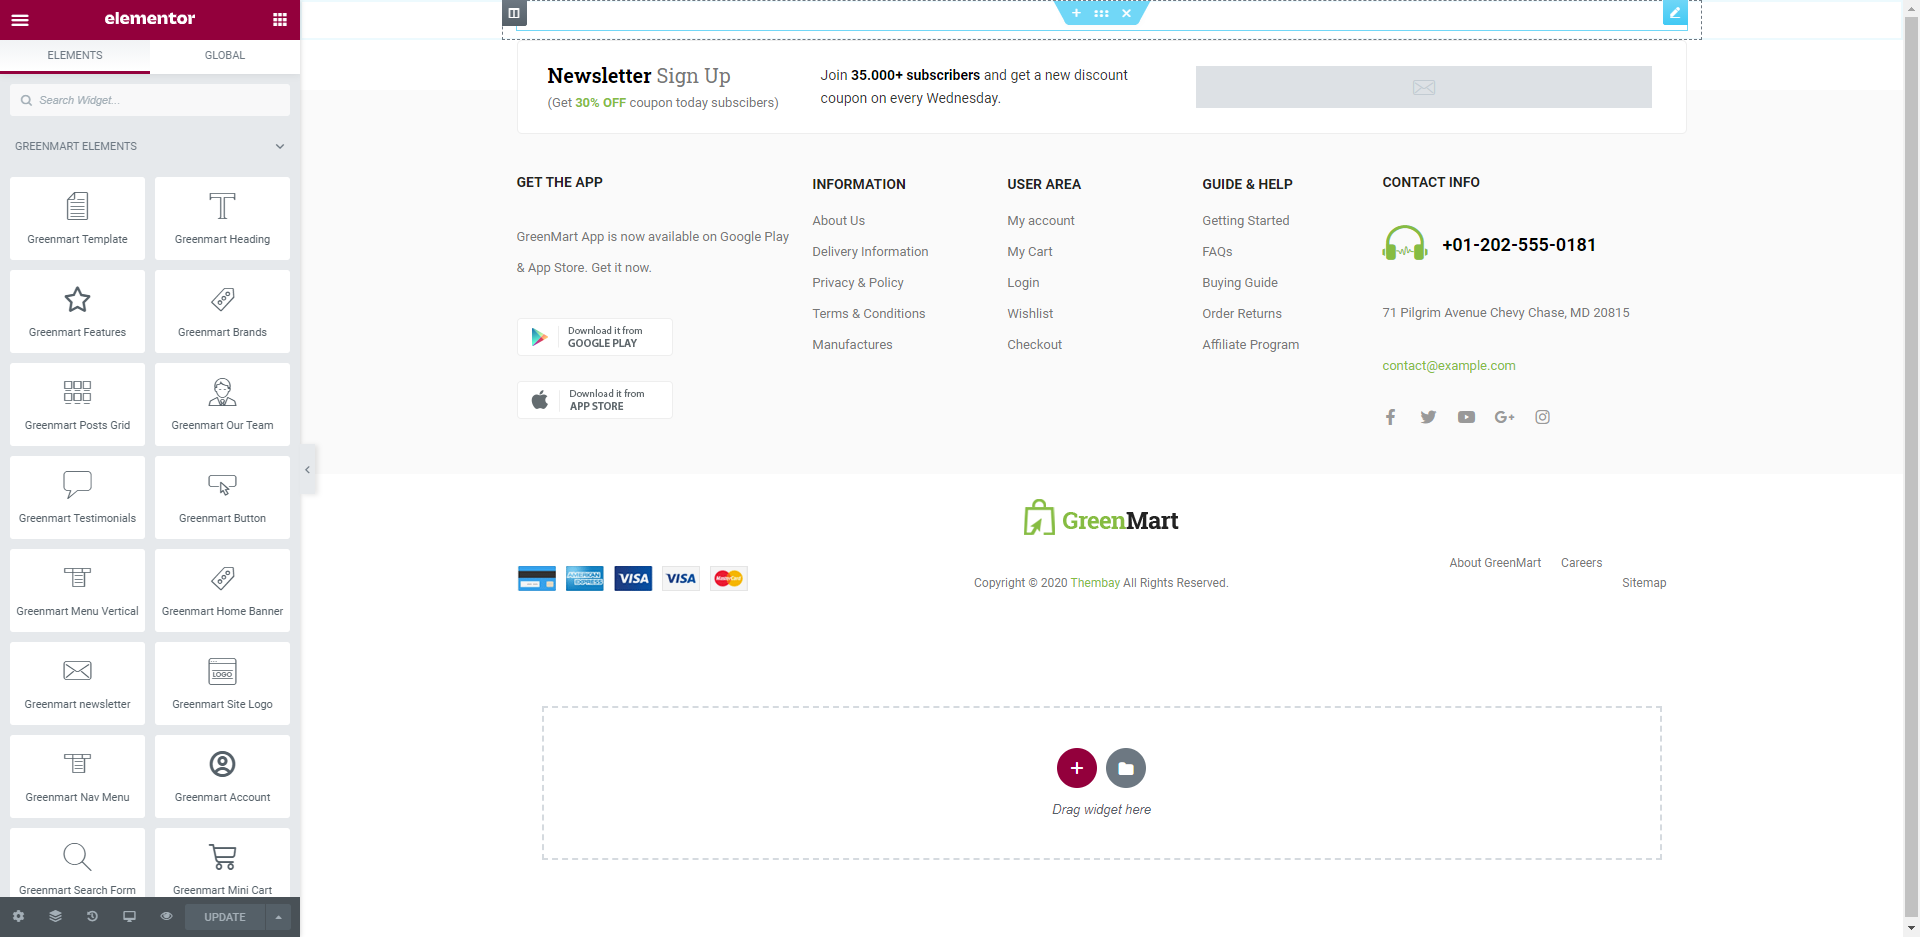 elementor
ELEMENTS
GLOBAL
Search Widget...
GREENMART ELEMENTS
Greenmart Template
Greenmart Heading
Greenmart Features
Greenmart Brands
Greenmart Posts Grid
Greenmart Our Team
Greenmart Testimonials
Greenmart Button
Greenmart Menu Vertical
Greenmart Home Banner
Greenmart newsletter
LOGO
Greenmart Site Logo
Greenmart Nav Menu
Greenmart Account
Greenmart Search Form
Greenmart Mini Cart
UPDATE
Newsletter Sign Up
(Get 30% OFF coupon today subscibers)
Join 35.000+ subscribers and get a new discount
coupon on every Wednesday.
GET THE APP
GreenMart App is now available on Google Play
& App Store. Get it now.
Download it from
GOOGLE PLAY
Download it from
APP STORE
INFORMATION
About Us
Delivery Information
Privacy & Policy
Terms & Conditions
Manufactures
USER AREA
My account
My Cart
Login
Wishlist
Checkout
GUIDE & HELP
Getting Started
FAQs
Buying Guide
Order Returns
Affiliate Program
CONTACT INFO
+01-202-555-0181
71 Pilgrim Avenue Chevy Chase, MD 20815
contact@example.com
GreenMart
AMERICAN
EXPRESS
VISA
VISA
MasterCard
Copyright © 2020 Thembay All Rights Reserved.
About GreenMart
Careers
Sitemap
Drag widget here